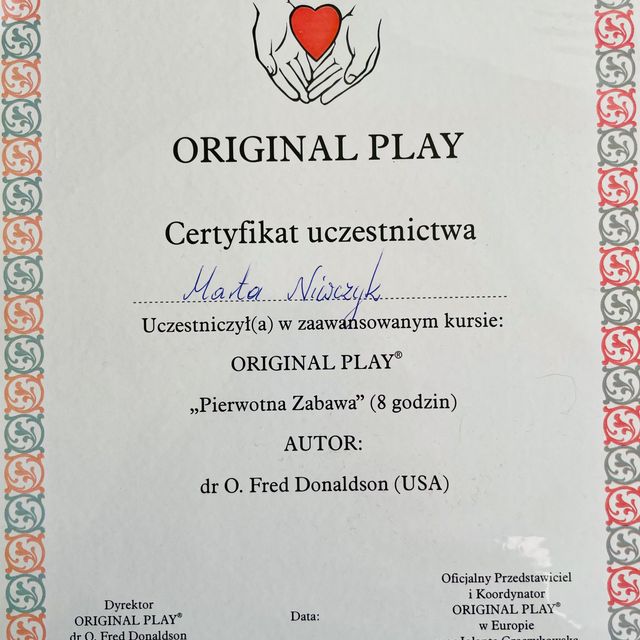 ORIGINAL PLAY
Certyfikat uczestnictwa
Marta
Uczestniczył(a) w zaawansowanym kursie:
ORIGINAL PLAY®
„Pierwotna Zabawa” (8 godzin)
AUTOR:
dr O. Fred Donaldson (USA)
Dyrektor
ORIGINAL PLAY®
dr O. Fred Donaldson
Data:
Oficjalny Przedstawiciel
i Koordynator
ORIGINAL PLAY®
w Europie